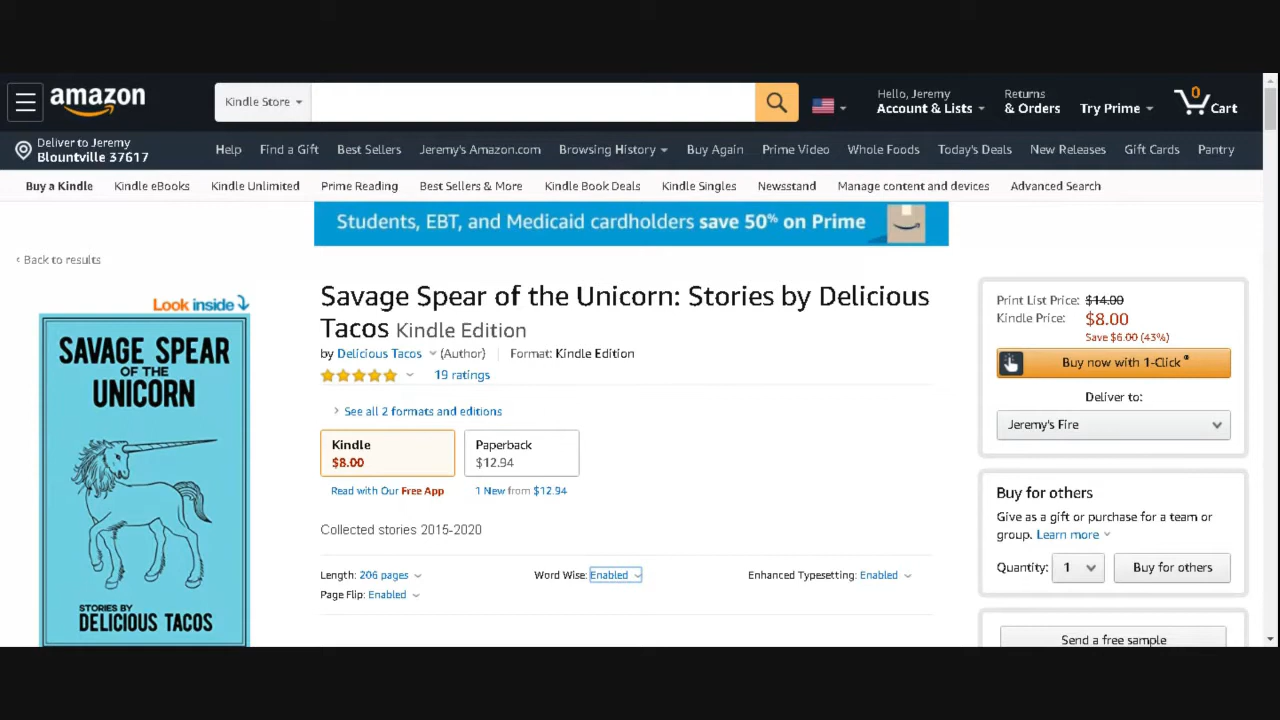 amazon
Kindle Store
Hello, Jeremy
Account & Lists
Returns
& Orders
Try Prime
0
Cart
Deliver to Jeremy
Blountville 37617
Help Find a Gift Best Sellers Jeremy's Amazon.com Browsing History Buy Again Prime Video Whole Foods Today's Deals New Releases Gift Cards Pantry
Buy a Kindle Kindle eBooks Kindle Unlimited Prime Reading Best Sellers & More Kindle Book Deals Kindle Singles Newsstand Manage content and devices Advanced Search
Students, EBT, and Medicaid cardholders save 50% on Prime
‹ Back to results
Look inside
SAVAGE SPEAR
OF THE
UNICORN
STORIES BY
DELICIOUS TACOS
Savage Spear of the Unicorn: Stories by Delicious
Tacos Kindle Edition
by Delicious Tacos (Author) Format: Kindle Edition
19 ratings
See all 2 formats and editions
Kindle
$8.00
Paperback
$12.94
Read with Our Free App
1 New from $12.94
Collected stories 2015-2020
Length: 206 pages Word Wise: Enabled Enhanced Typesetting: Enabled
Page Flip: Enabled
Print List Price: $14.00
Kindle Price: $8.00
Save $6.00 (43%)
Buy now with 1-Click®
Deliver to:
Jeremy's Fire
Buy for others
Give as a gift or purchase for a team or
group. Learn more
Quantity: 1 Buy for others
Send a free sample